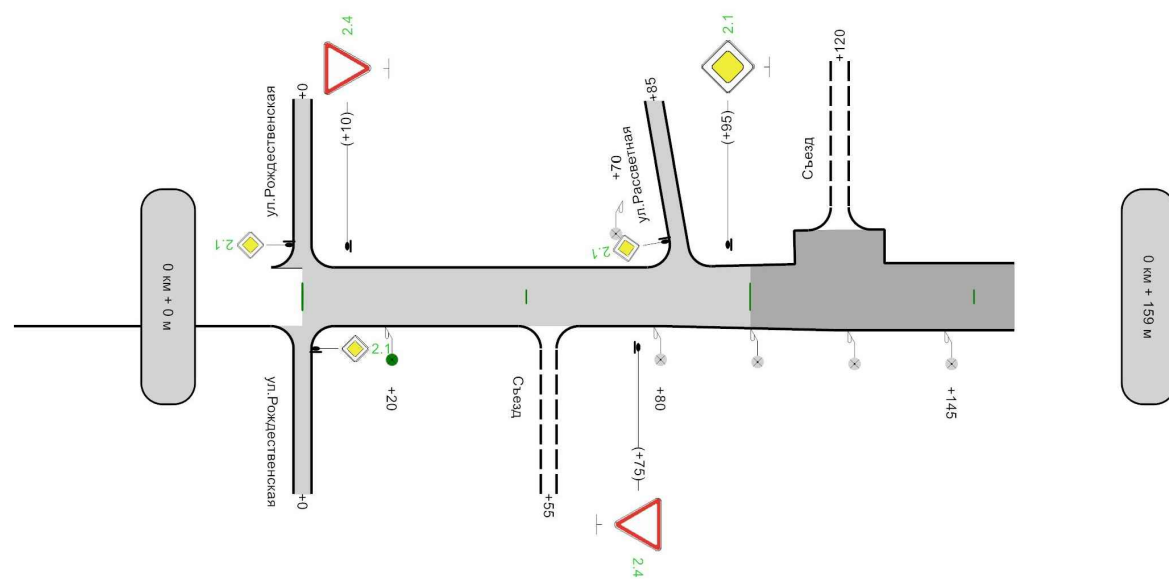 2.4
2.1
+0
+120
ул.Рождественская
(+10)
+85
(+95)
+70
ул.Рассветная
Съезд
2.1
2.1
0 км + 0 м
0 км + 159 м
2.1
ул.Рождественская
+20
Съезд
+80
+145
(+75)
+0
+55
2.4